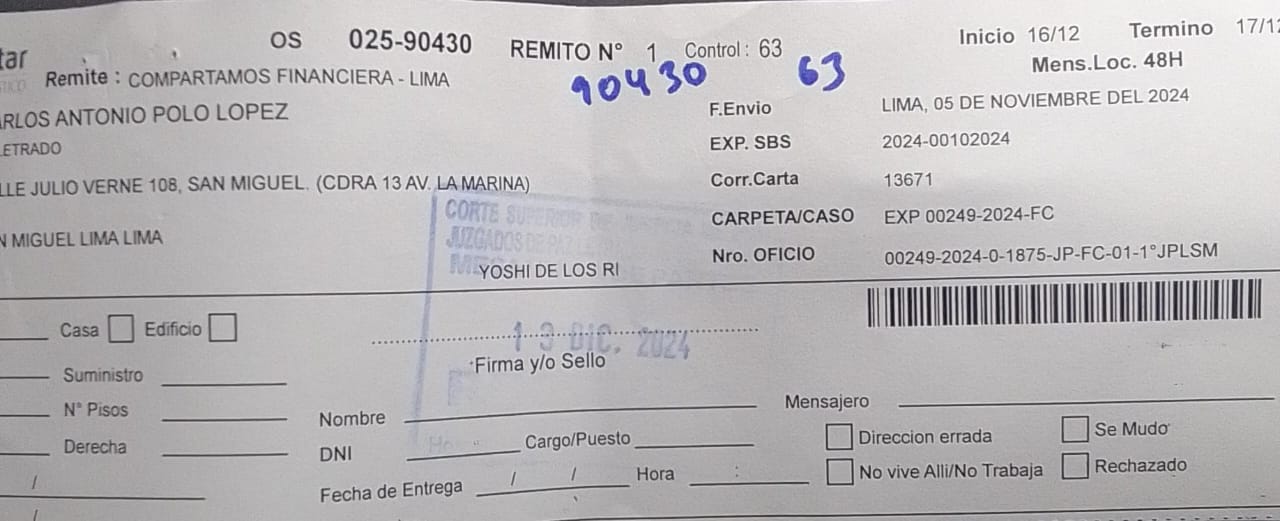 tar
OS 025-90430 REMITO N° 1 Control : 63 Inicio 16/12 Termino 17/12
Remite : COMPARTAMOS FINANCIERA - LIMA
Mens.Loc. 48H
90430 63
ARLOS ANTONIO POLO LOPEZ
F.Envio LIMA, 05 DE NOVIEMBRE DEL 2024
LETRADO
EXP. SBS 2024-00102024
LLE JULIO VERNE 108, SAN MIGUEL. (CDRA 13 AV. LA MARINA)
Corr.Carta 13671
CORTE SUPERIOR DE JUSTICIA
CARPETA/CASO EXP 00249-2024-FC
JUZGADOS DE PAZ
N MIGUEL LIMA LIMA
Nro. OFICIO 00249-2024-0-1875-JP-FC-01-1°JPLSM
YOSHI DE LOS RI
Casa Edificio
13 DIC. 2024
Firma y/o Sello
Suministro
N° Pisos
Nombre
Mensajero
Derecha
DNI
Cargo/Puesto
Direccion errada Se Mudo
/ Fecha de Entrega / / Hora :
No vive Alli/No Trabaja Rechazado
/